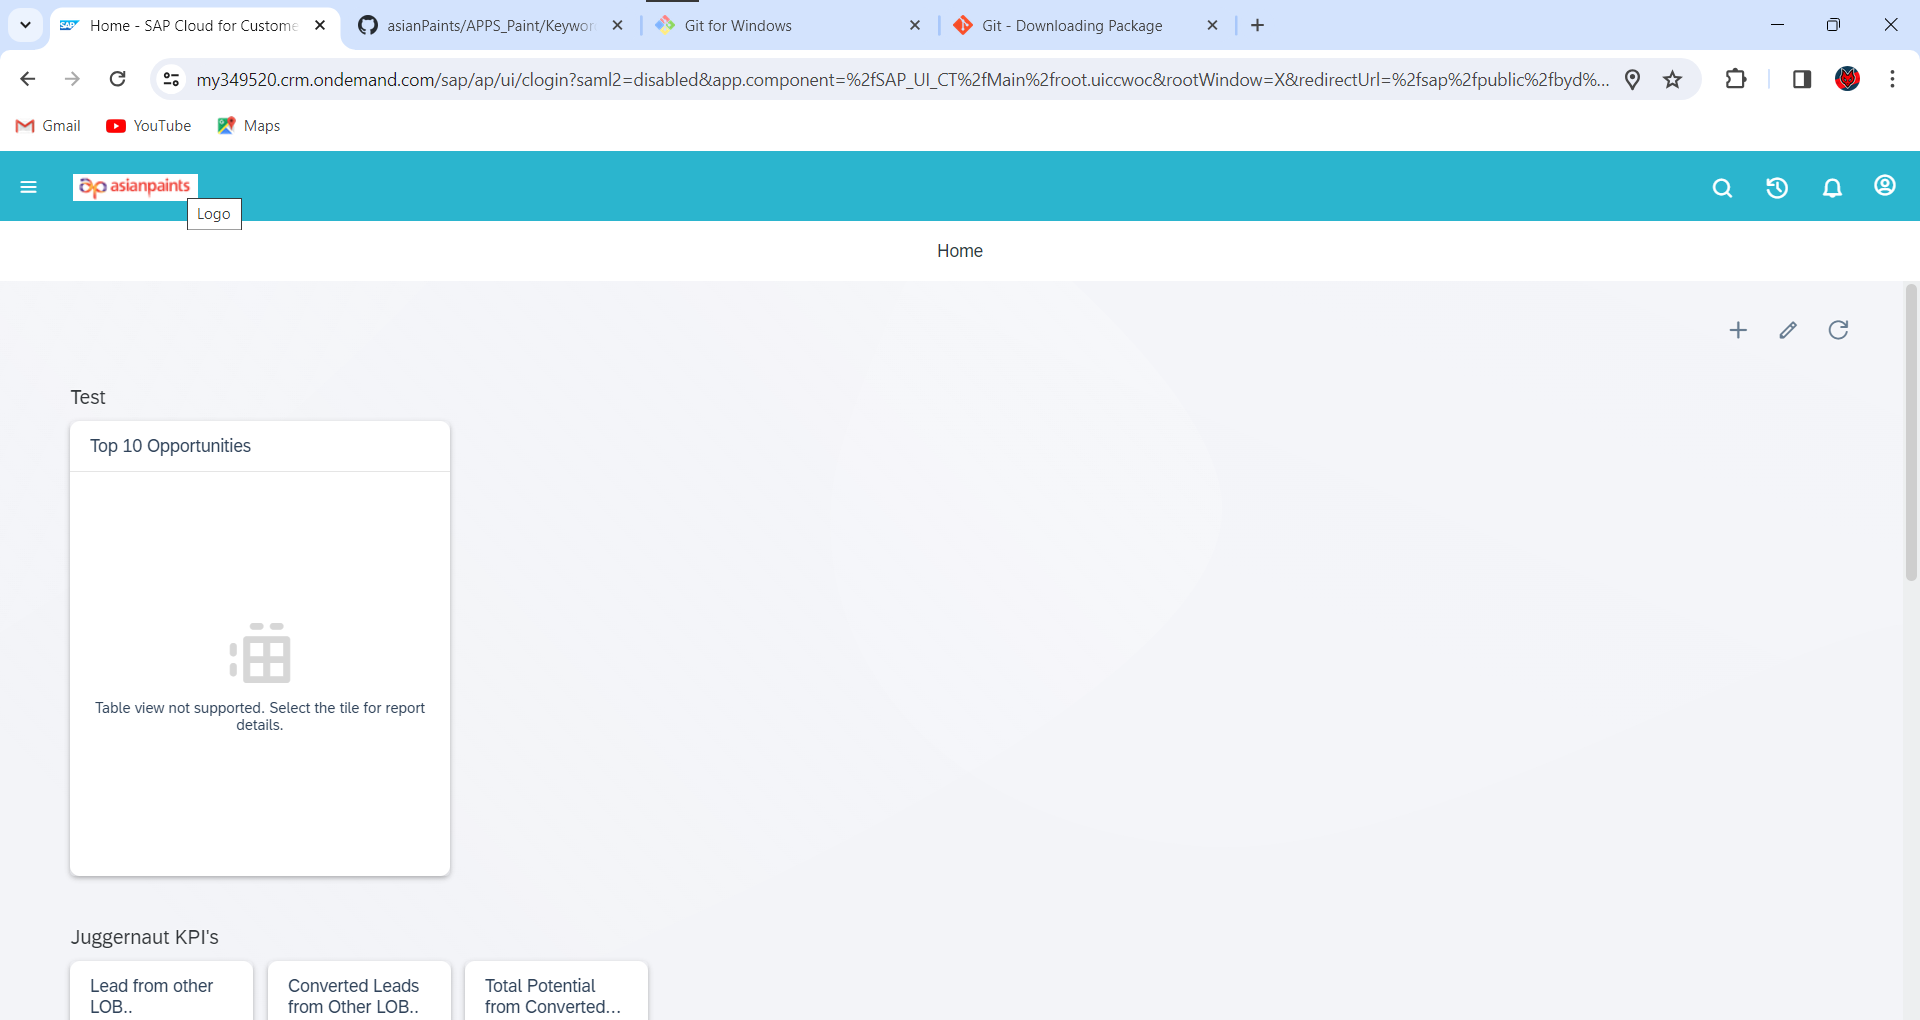 Home - SAP Cloud for Custome
asianPaints/APPS_Paint/Keywor
Git for Windows
Git - Downloading Package
my349520.crm.ondemand.com/sap/ap/ui/clogin?saml2=disabled&app.component=%2fSAP_UI_CT%2fMain%2froot.uiccwoc&rootWindow=X&redirectUrl=%2fsap%2fpublic%2fbyd%...
Gmail
YouTube
Maps
asianpaints
Logo
Home
Test
Top 10 Opportunities
Table view not supported. Select the tile for report
details.
Juggernaut KPI's
Lead from other
LOB..
Converted Leads
from Other LOB..
Total Potential
from Converted...